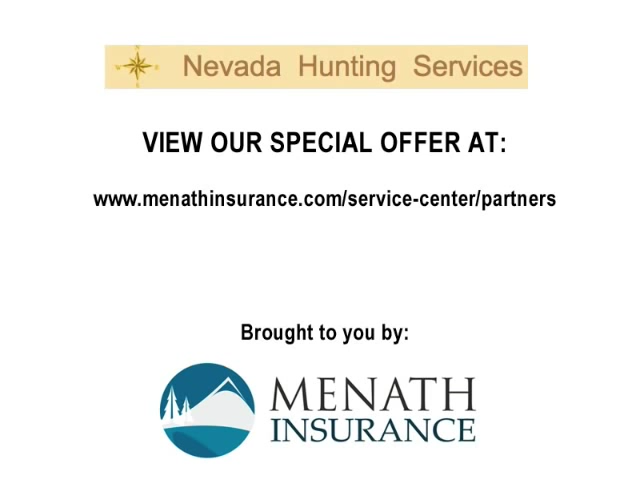 Nevada Hunting Services
VIEW OUR SPECIAL OFFER AT:
www.menathinsurance.com/service-center/partners
Brought to you by:
MENATH
INSURANCE